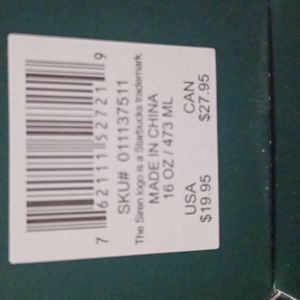 7 62111 32721 9
SKU# 011137511
The Siren logo is a Starbucks trademark.
MADE IN CHINA
16 OZ / 473 ML
USA CAN
$19.95 $27.95